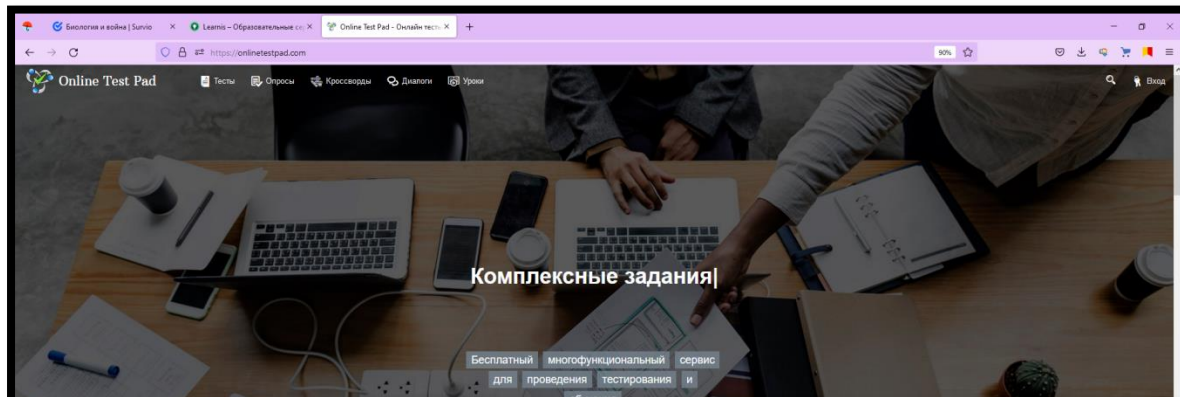 Биология и война | Survio
Learnis – Образовательные се
Online Test Pad - Онлайн тест
https://onlinetestpad.com
90%
Online Test Pad
Тесты
Опросы
Кроссворды
Диалоги
Уроки
Вход
Комплексные задания|
Бесплатный многофункциональный сервис
для проведения тестирования и